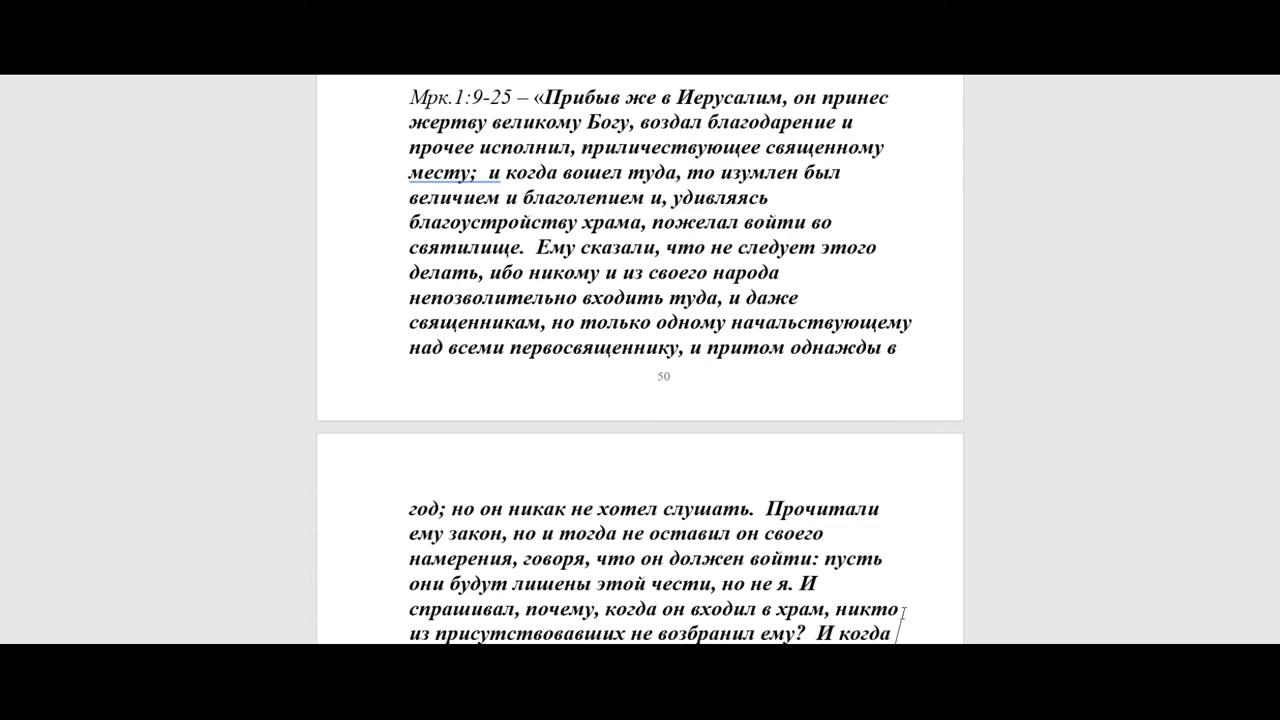 Мрк.1:9-25 – «Прибыв же в Иерусалим, он принес
жертву великому Богу, воздал благодарение и
прочее исполнил, приличествующее священному
месту;  и когда вошел туда, то изумлен был
величием и благолепием и, удивляясь
благоустройству храма, пожелал войти во
святилище.  Ему сказали, что не следует этого
делать, ибо никому и из своего народа
непозволительно входить туда, и даже
священникам, но только одному начальствующему
над всеми первосвященнику, и притом однажды в
50
год; но он никак не хотел слушать.  Прочитали
ему закон, но и тогда не оставил он своего
намерения, говоря, что он должен войти: пусть
они будут лишены этой чести, но не я. И
спрашивал, почему, когда он входил в храм, никто
из присутствовавших не возбранил ему?  И когда